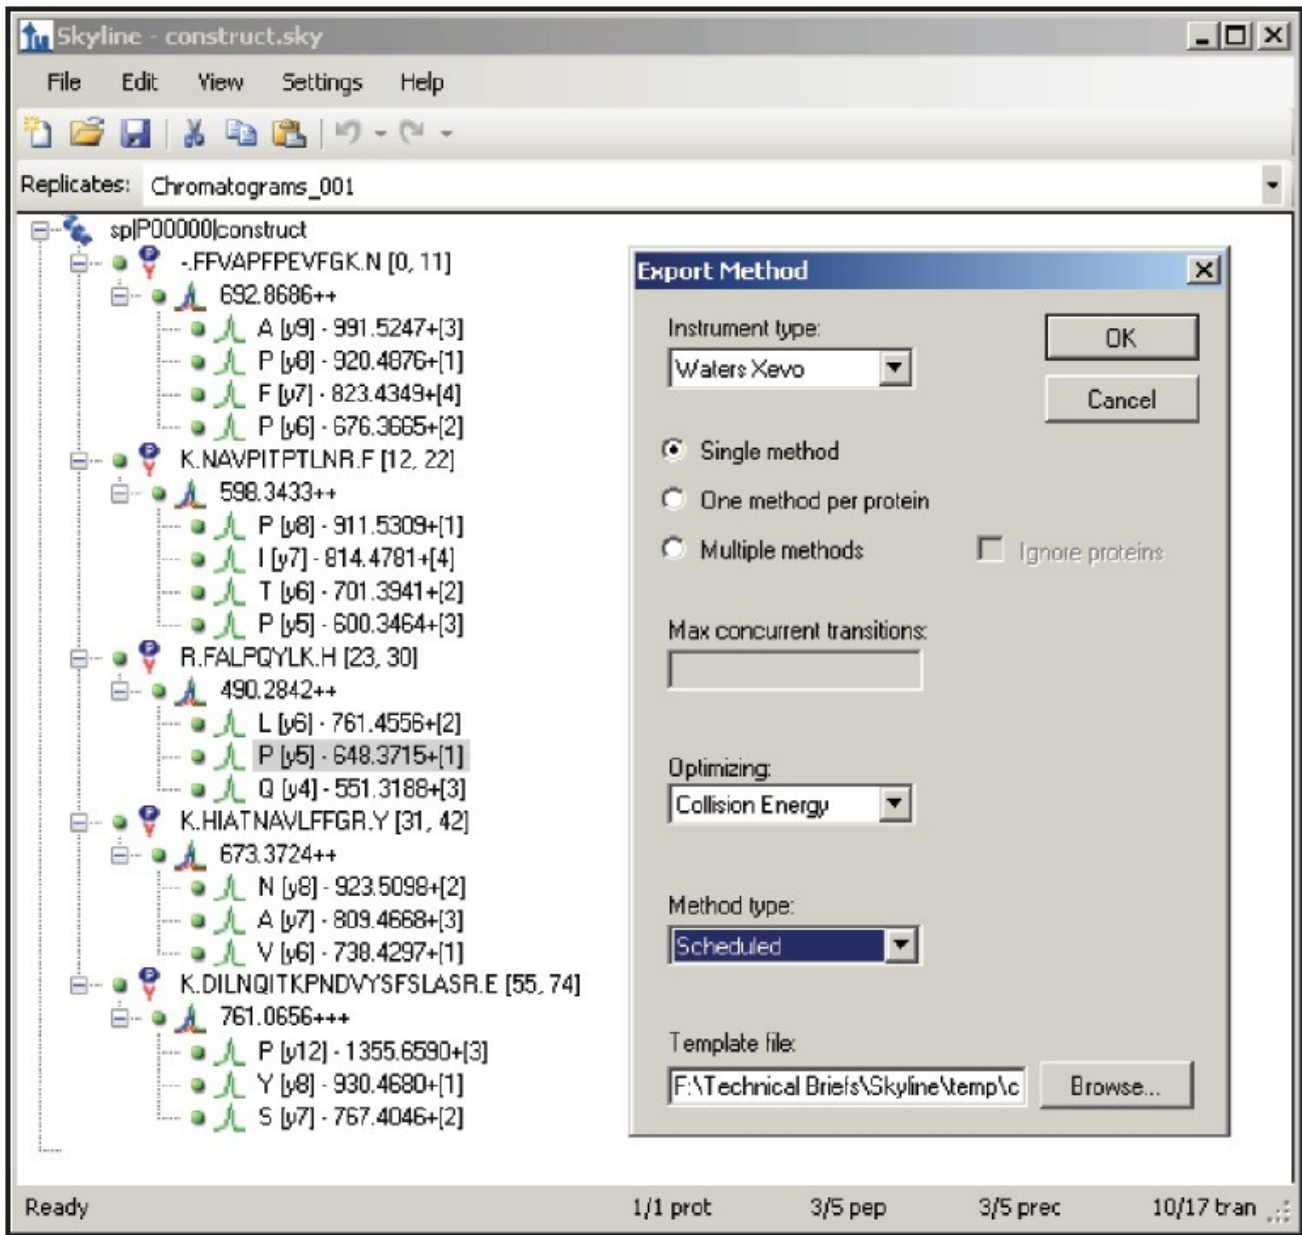 Skyline - construct.sky
File Edit View Settings Help
Replicates: Chromatograms_001
sp|P00000|construct
-.FFVAPFPEVFGK.N [0, 11]
692.8686++
A [y9] - 991.5247+[3]
P [y8] - 920.4876+[1]
F [y7] - 823.4349+[4]
P [y6] - 676.3665+[2]
K.NAVPITPTLNR.F [12, 22]
598.3433++
P [y8] - 911.5309+[1]
I [y7] - 814.4781+[4]
T [y6] - 701.3941+[2]
P [y5] - 600.3464+[3]
R.FALPQYLK.H [23, 30]
490.2842++
L [y6] - 761.4556+[2]
P [y5] - 648.3715+[1]
Q [y4] - 551.3188+[3]
K.HIATNAVLFFGR.Y [31, 42]
673.3724++
N [y8] - 923.5098+[2]
A [y7] - 809.4668+[3]
V [y6] - 738.4297+[1]
K.DILNQITKPNDVYSFSLASR.E [55, 74]
761.0656+++
P [y12] - 1355.6590+[3]
Y [y8] - 930.4680+[1]
S [y7] - 767.4046+[2]
Export Method
Instrument type:
Waters Xevo
OK
Cancel
Single method
One method per protein
Multiple methods
Ignore proteins
Max concurrent transitions:
Optimizing:
Collision Energy
Method type:
Scheduled
Template file:
F:\Technical Briefs\Skyline\temp\c
Browse...
Ready 1/1 prot 3/5 pep 3/5 prec 10/17 tran